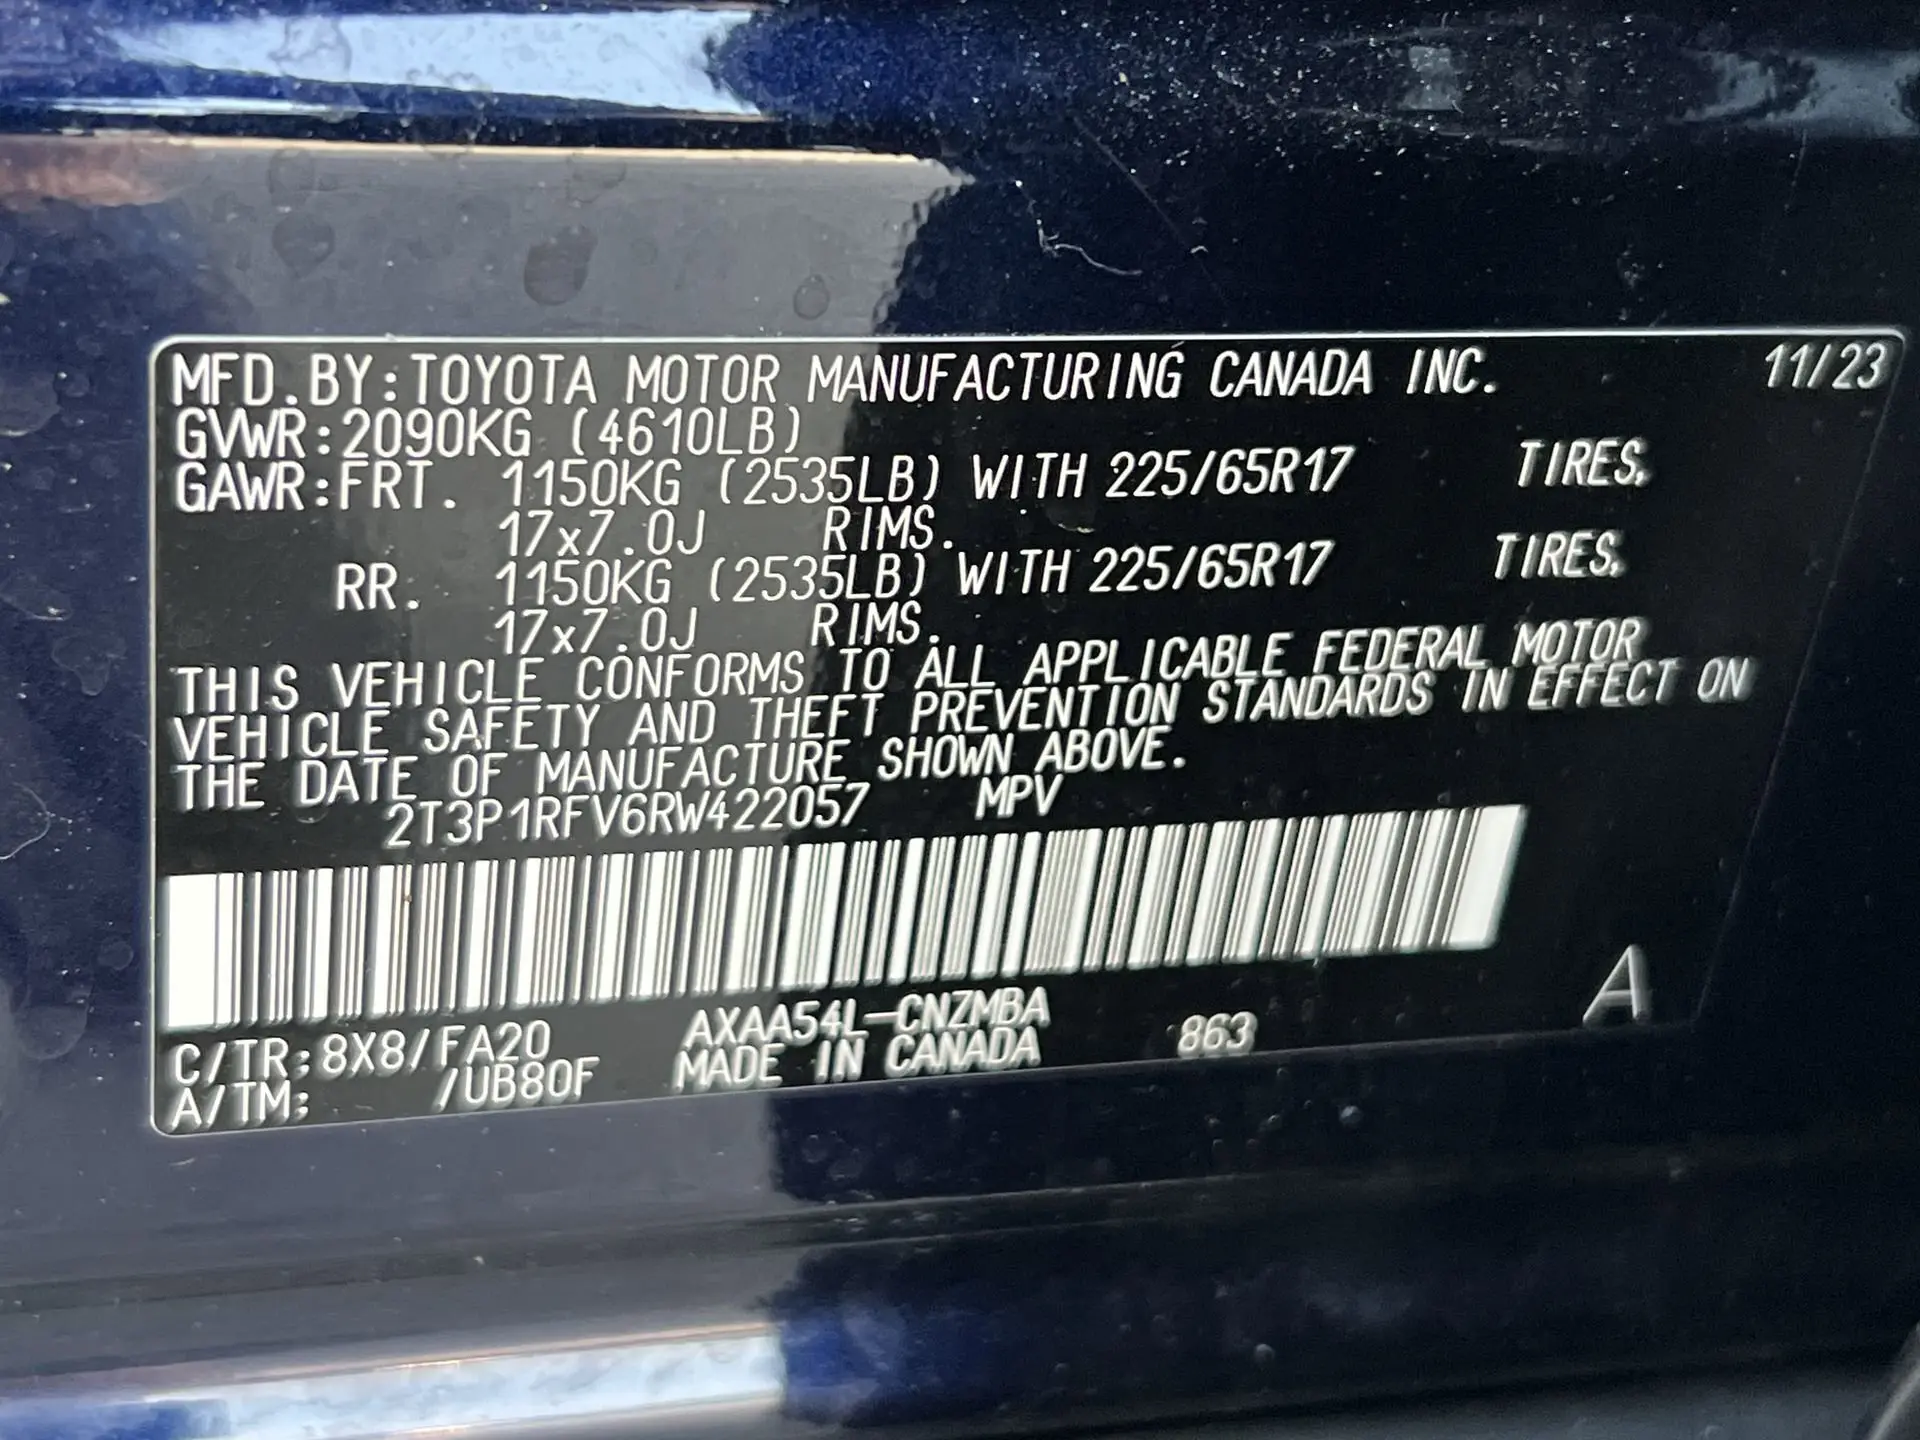 MFD.BY:TOYOTA MOTOR MANUFACTURING CANADA INC. 11/23
GVWR:2090KG (4610LB)
GAWR:FRT. 1150KG (2535LB) WITH 225/65R17 TIRES,
17x7.0J RIMS.
RR. 1150KG (2535LB) WITH 225/65R17 TIRES,
17x7.0J RIMS.
THIS VEHICLE CONFORMS TO ALL APPLICABLE FEDERAL MOTOR
VEHICLE SAFETY AND THEFT PREVENTION STANDARDS IN EFFECT ON
THE DATE OF MANUFACTURE SHOWN ABOVE.
2T3P1RFV6RW422057 MPV
A
C/TR:8X8/FA20 AXAA54L-CNZMBA 863
A/TM: /UB80F MADE IN CANADA